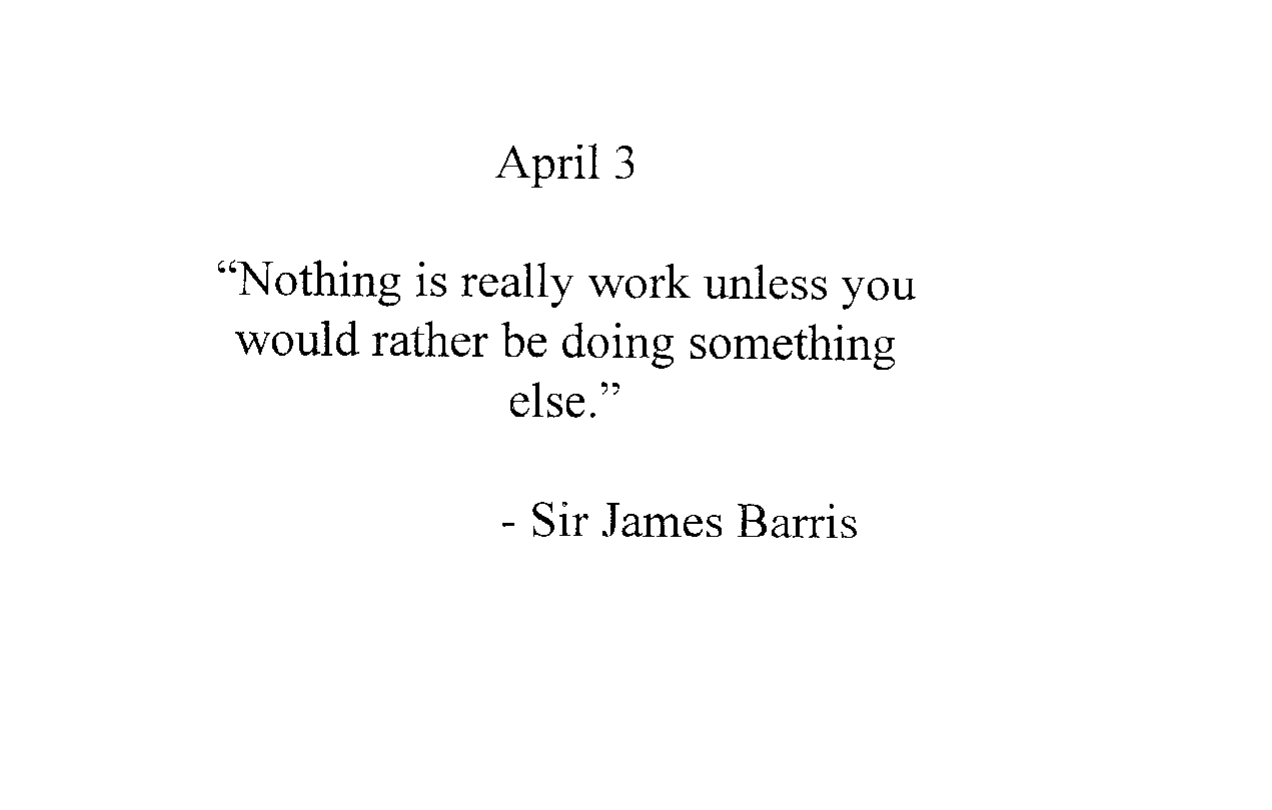 April 3
“Nothing is really work unless you
would rather be doing something
else.”
- Sir James Barris